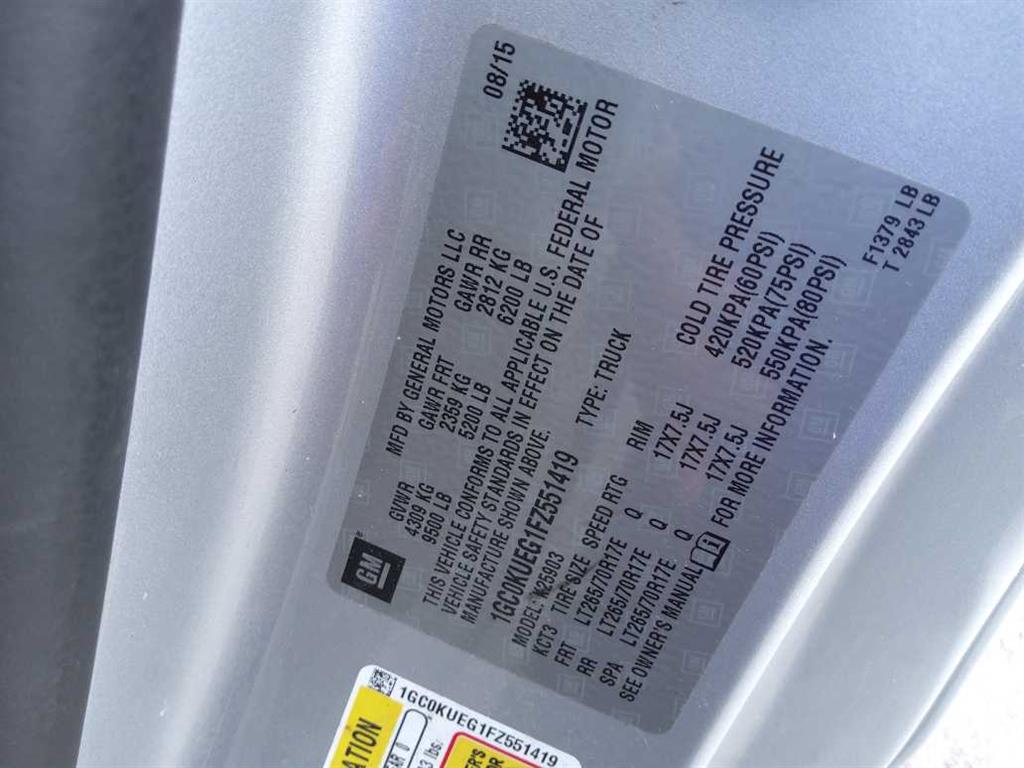 08/15
MFD BY GENERAL MOTORS LLC
GVWR GAWR FRT GAWR RR
4309 KG 2359 KG 2812 KG
9500 LB 5200 LB 6200 LB
GM
THIS VEHICLE CONFORMS TO ALL APPLICABLE U.S. FEDERAL MOTOR
VEHICLE SAFETY STANDARDS IN EFFECT ON THE DATE OF
MANUFACTURE SHOWN ABOVE.
1GC0KUEG1FZ551419 TYPE: TRUCK
MODEL: K25903
KST3 TIRE SIZE SPEED RTG RIM COLD TIRE PRESSURE
FRT LT265/70R17E Q 17X7.5J 420KPA(60PSI)
RR LT265/70R17E Q 17X7.5J 520KPA(75PSI)
SPA LT265/70R17E Q 17X7.5J 550KPA(80PSI)
SEE OWNER'S MANUAL FOR MORE INFORMATION.
F1379 LB
T 2843 LB
1GC0KUEG1FZ551419